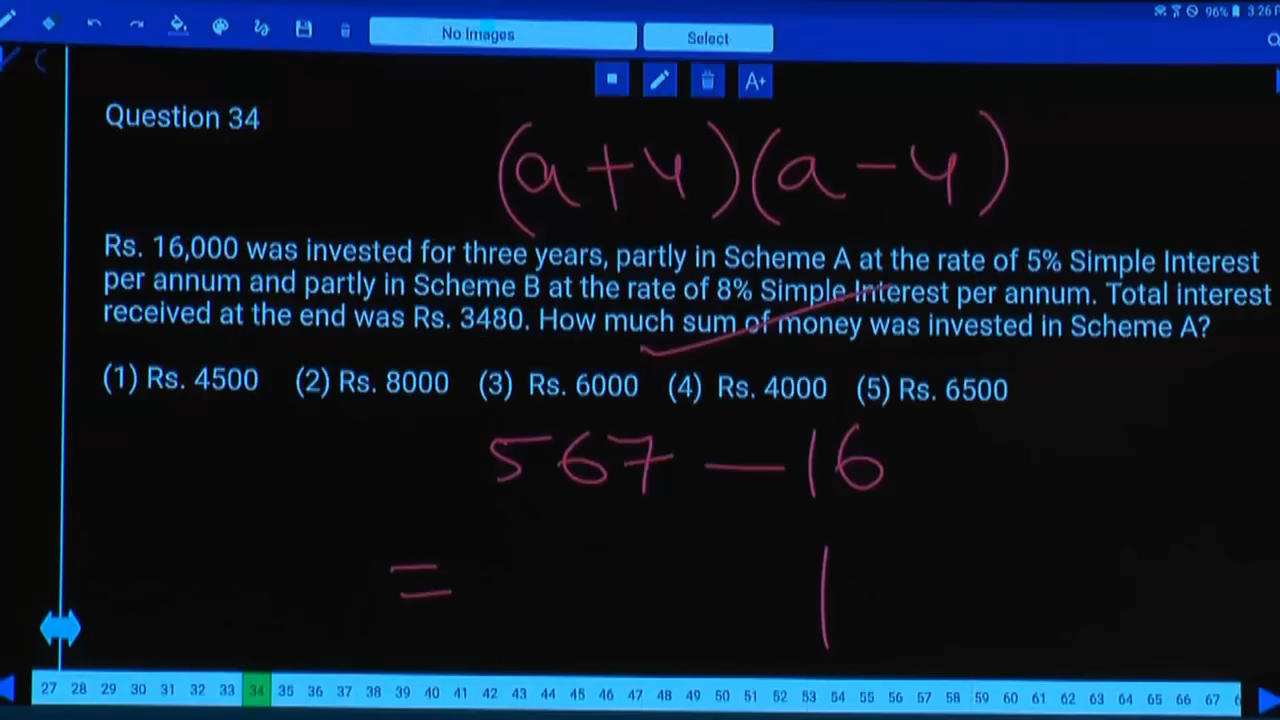 96% 3:26
No Images Select
A+
Question 34
(a+4)(a-4)
Rs. 16,000 was invested for three years, partly in Scheme A at the rate of 5% Simple Interest
per annum and partly in Scheme B at the rate of 8% Simple Interest per annum. Total interest
received at the end was Rs. 3480. How much sum of money was invested in Scheme A?
(1) Rs. 4500 (2) Rs. 8000 (3) Rs. 6000 (4) Rs. 4000 (5) Rs. 6500
567 — 16
= |
27 28 29 30 31 32 33 34 35 36 37 38 39 40 41 42 43 44 45 46 47 48 49 50 51 52 53 54 55 56 57 58 59 60 61 62 63 64 65 66 67